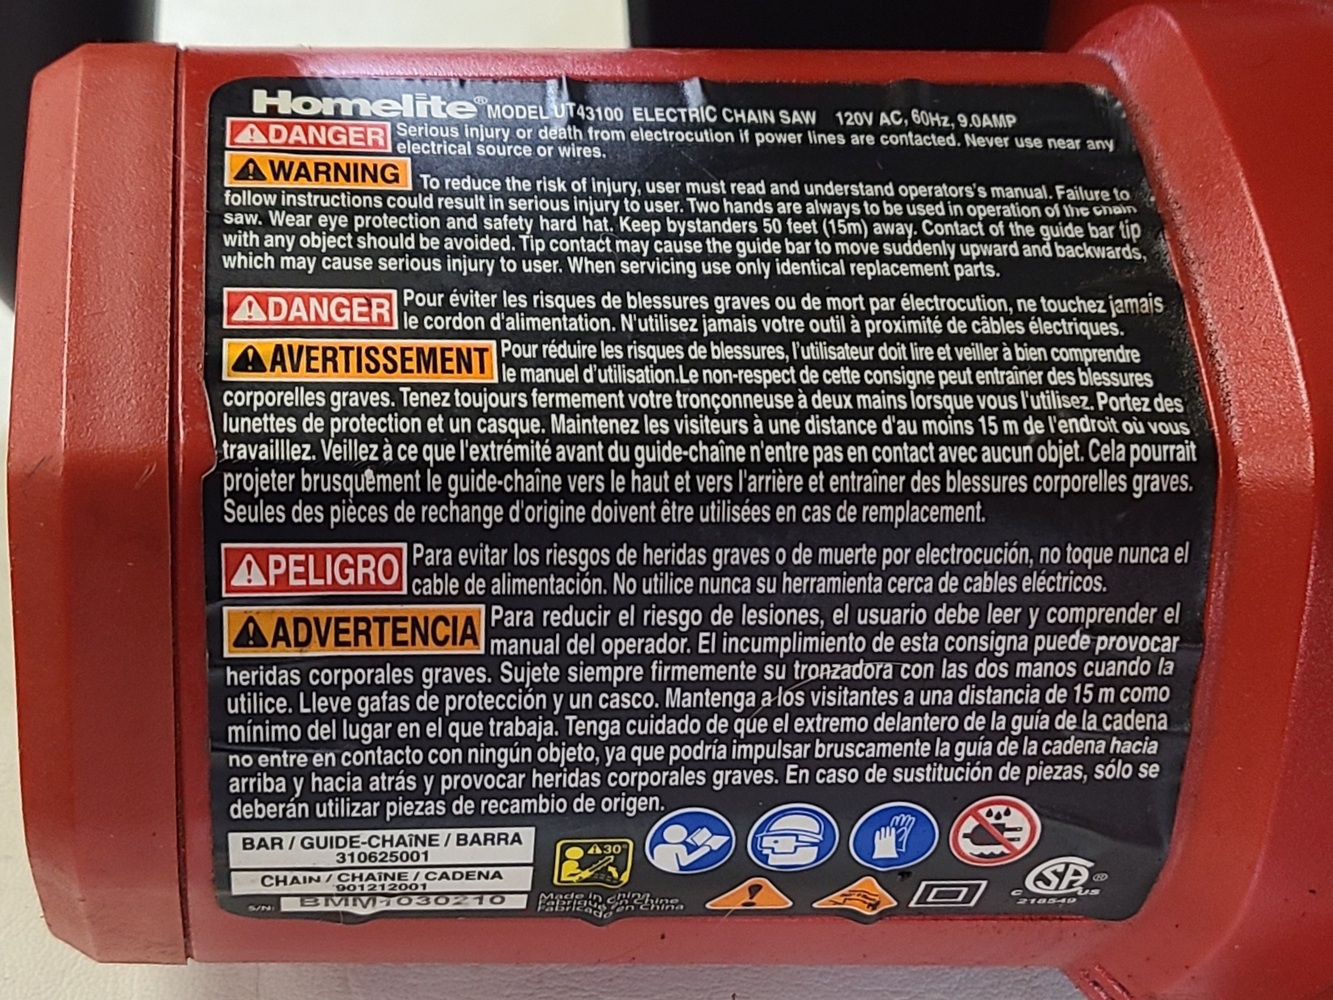 Homelite® MODEL UT43100 ELECTRIC CHAIN SAW 120V AC, 60Hz, 9.0AMP
DANGER Serious injury or death from electrocution if power lines are contacted. Never use near any
electrical source or wires.
WARNING To reduce the risk of injury, user must read and understand operators's manual. Failure to
follow instructions could result in serious injury to user. Two hands are always to be used in operation of the chain
saw. Wear eye protection and safety hard hat. Keep bystanders 50 feet (15m) away. Contact of the guide bar tip
with any object should be avoided. Tip contact may cause the guide bar to move suddenly upward and backwards,
which may cause serious injury to user. When servicing use only identical replacement parts.
DANGER Pour éviter les risques de blessures graves ou de mort par électrocution, ne touchez jamais
le cordon d'alimentation. N'utilisez jamais votre outil à proximité de câbles électriques.
AVERTISSEMENT Pour réduire les risques de blessures, l'utilisateur doit lire et veiller à bien comprendre
le manuel d'utilisation.Le non-respect de cette consigne peut entraîner des blessures
corporelles graves. Tenez toujours fermement votre tronçonneuse à deux mains lorsque vous l'utilisez. Portez des
lunettes de protection et un casque. Maintenez les visiteurs à une distance d'au moins 15 m de l'endroit où vous
travailllez. Veillez à ce que l'extrémité avant du guide-chaîne n'entre pas en contact avec aucun objet. Cela pourrait
projeter brusquement le guide-chaîne vers le haut et vers l'arrière et entraîner des blessures corporelles graves.
Seules des pièces de rechange d'origine doivent être utilisées en cas de remplacement.
PELIGRO Para evitar los riesgos de heridas graves o de muerte por electrocución, no toque nunca el
cable de alimentación. No utilice nunca su herramienta cerca de cables eléctricos.
ADVERTENCIA Para reducir el riesgo de lesiones, el usuario debe leer y comprender el
manual del operador. El incumplimiento de esta consigna puede provocar
heridas corporales graves. Sujete siempre firmemente su tronzadora con las dos manos cuando la
utilice. Lleve gafas de protección y un casco. Mantenga a los visitantes a una distancia de 15 m como
mínimo del lugar en el que trabaja. Tenga cuidado de que el extremo delantero de la guía de la cadena
no entre en contacto con ningún objeto, ya que podría impulsar bruscamente la guía de la cadena hacia
arriba y hacia atrás y provocar heridas corporales graves. En caso de sustitución de piezas, sólo se
deberán utilizar piezas de recambio de origen.
BAR / GUIDE-CHAîNE / BARRA
310625001
CHAIN / CHAîNE / CADENA
901212001
S/N:
30°
Made in China
Fabriqué en Chine
Fabricado en China
C SA® US
218549